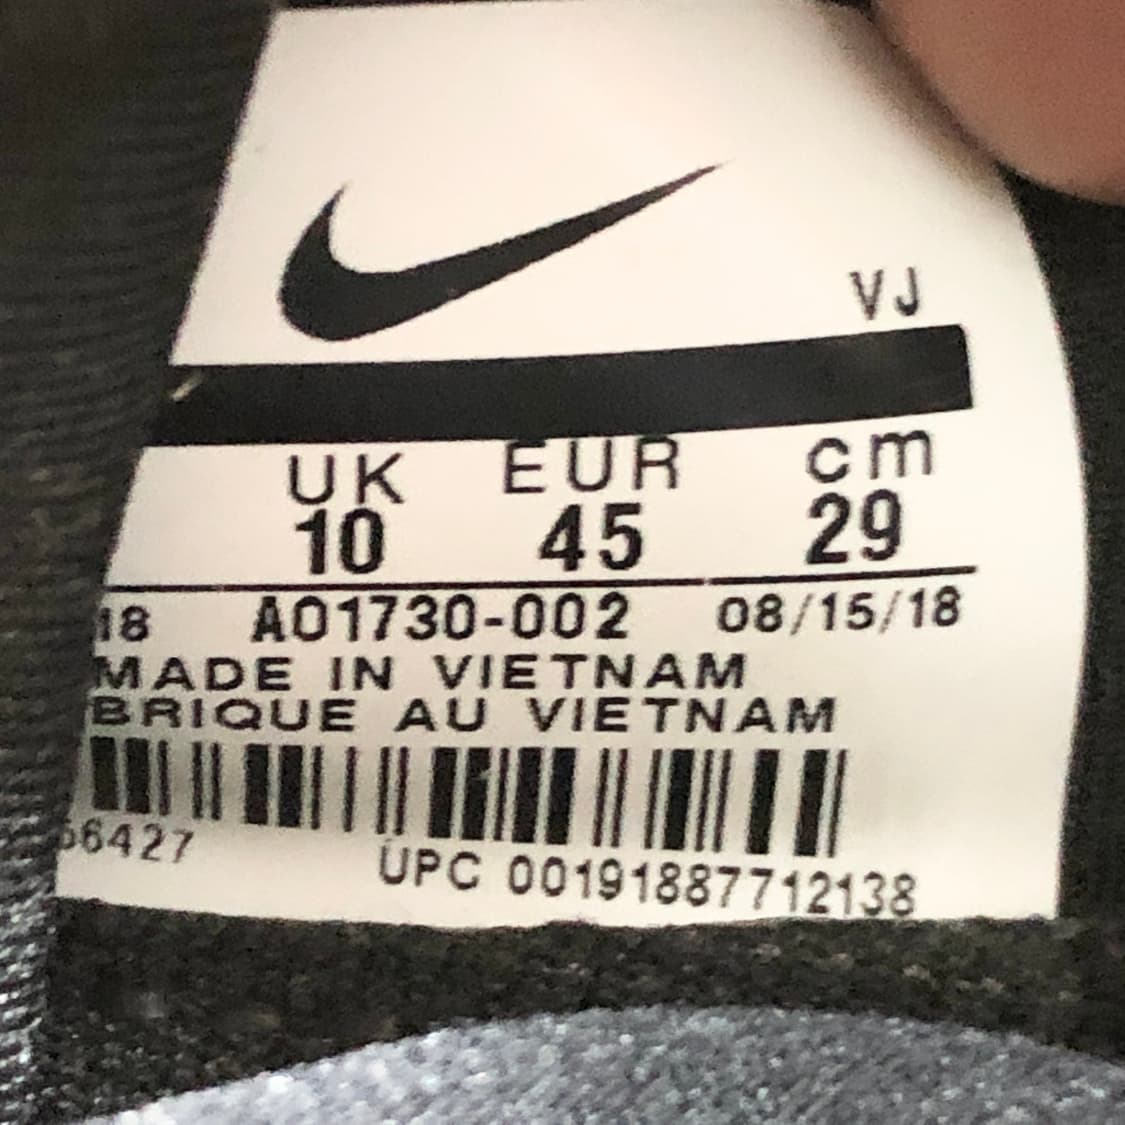 VJ
UK EUR cm
10 45 29
18 AO1730-002 08/15/18
MADE IN VIETNAM
BRIQUE AU VIETNAM
6427
UPC 00191887712138